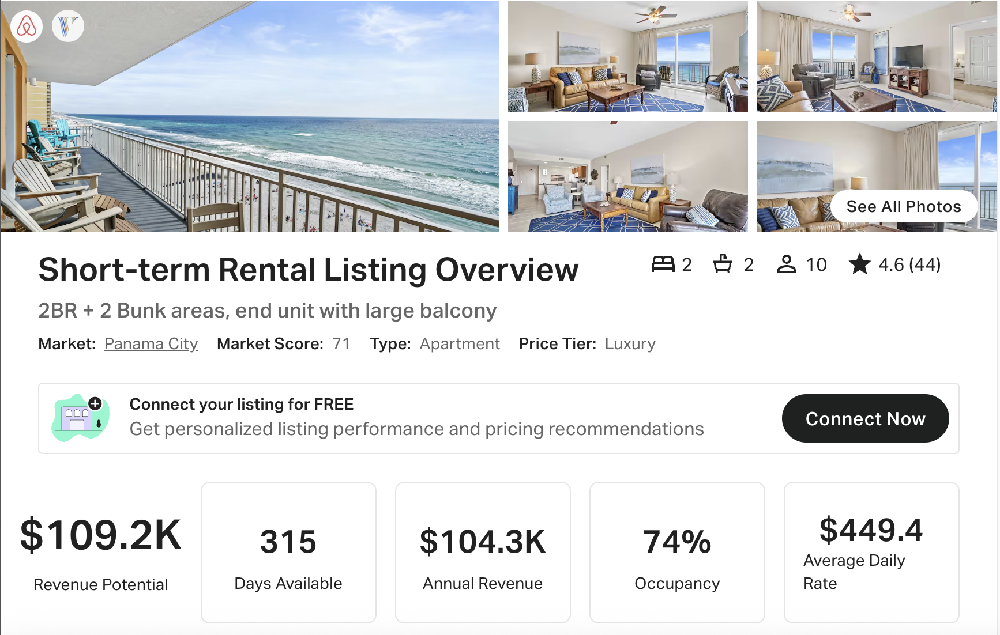 See All Photos
Short-term Rental Listing Overview
2 2 10 4.6 (44)
2BR + 2 Bunk areas, end unit with large balcony
Market: Panama City Market Score: 71 Type: Apartment Price Tier: Luxury
Connect your listing for FREE
Get personalized listing performance and pricing recommendations
Connect Now
$109.2K
Revenue Potential
315
Days Available
$104.3K
Annual Revenue
74%
Occupancy
$449.4
Average Daily
Rate